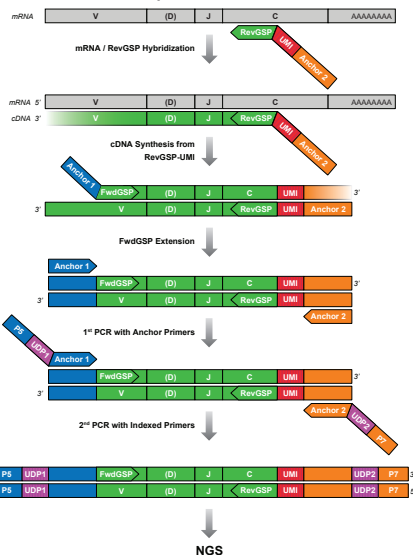 mRNA V (D) J C AAAAAAAA
RevGSP
UMI
Anchor 2
mRNA / RevGSP Hybridization
mRNA 5' V (D) J C AAAAAAAA
cDNA 3' V (D) J RevGSP
UMI
Anchor 2
cDNA Synthesis from
RevGSP-UMI
Anchor 1
FwdGSP (D) J C UMI 3'
3' V (D) J RevGSP UMI Anchor 2
FwdGSP Extension
Anchor 1
FwdGSP (D) J C UMI 3'
3' V (D) J RevGSP UMI
Anchor 2
1st PCR with Anchor Primers
P5
UDP1
Anchor 1
FwdGSP (D) J C UMI 3'
3' V (D) J RevGSP UMI
Anchor 2
UDP2
P7
2nd PCR with Indexed Primers
P5 UDP1 FwdGSP (D) J C UMI UDP2 P7
P5 UDP1 V (D) J RevGSP UMI UDP2 P7
NGS